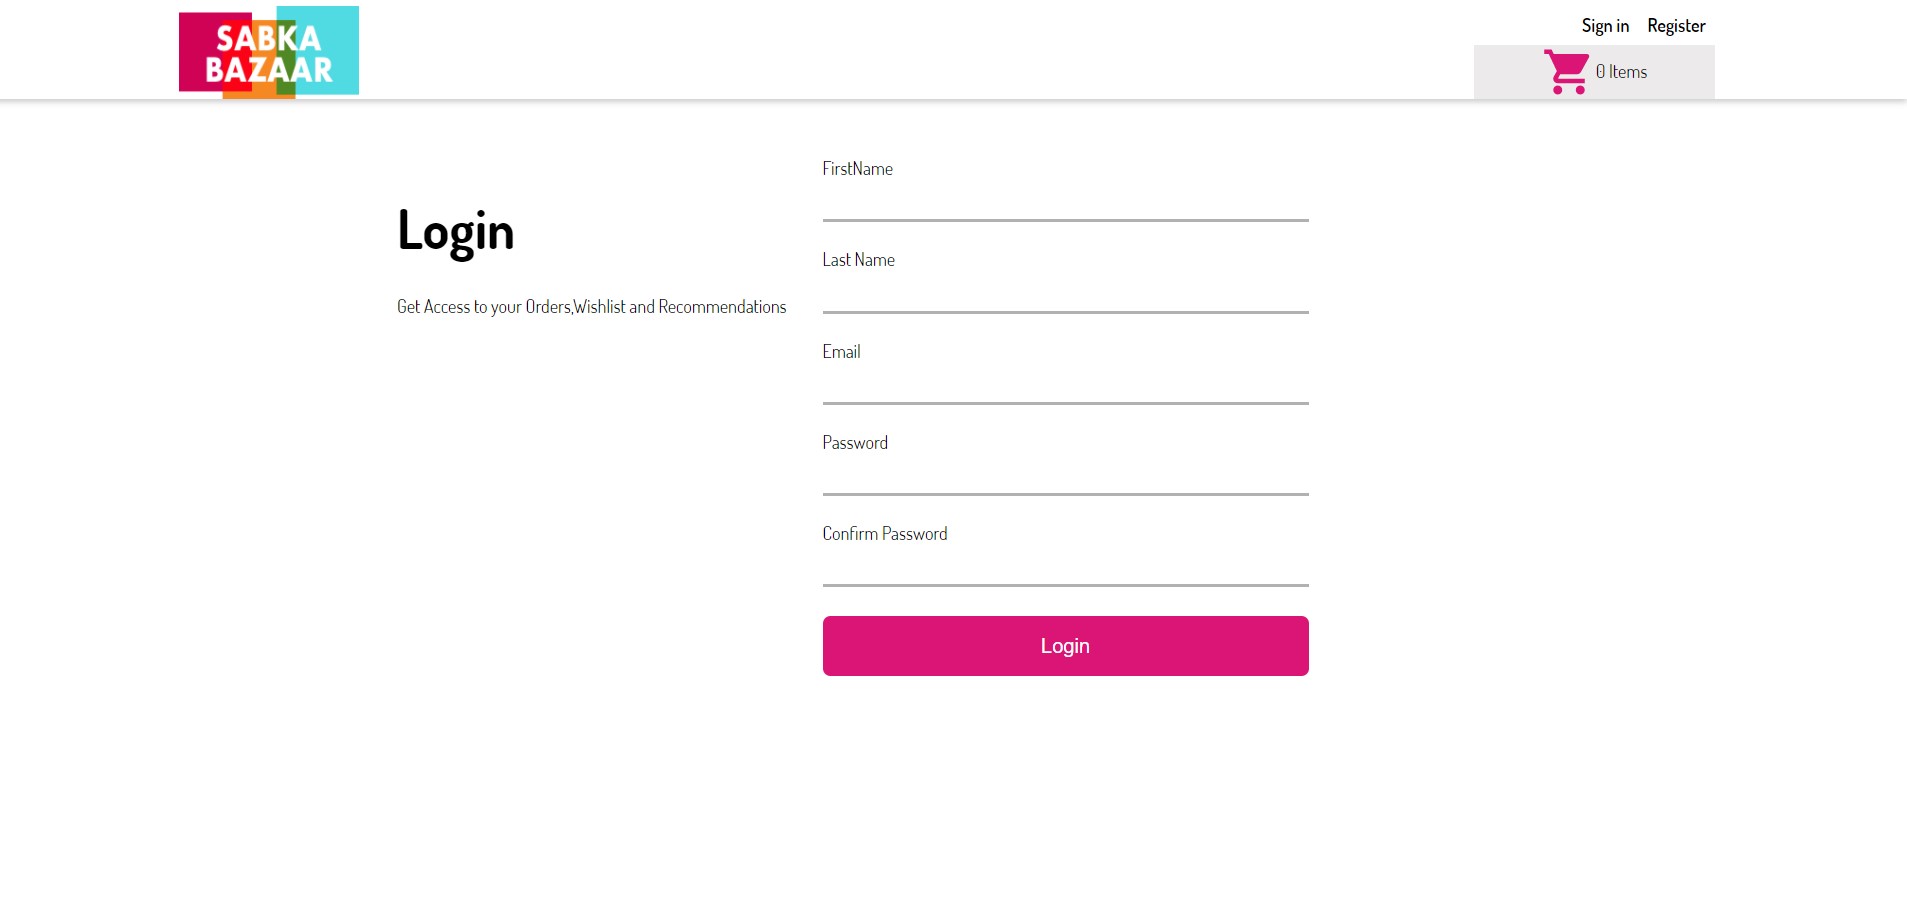 SABKA
BAZAAR
Sign in Register
0 Items
Login
Get Access to your Orders,Wishlist and Recommendations
FirstName
Last Name
Email
Password
Confirm Password
Login